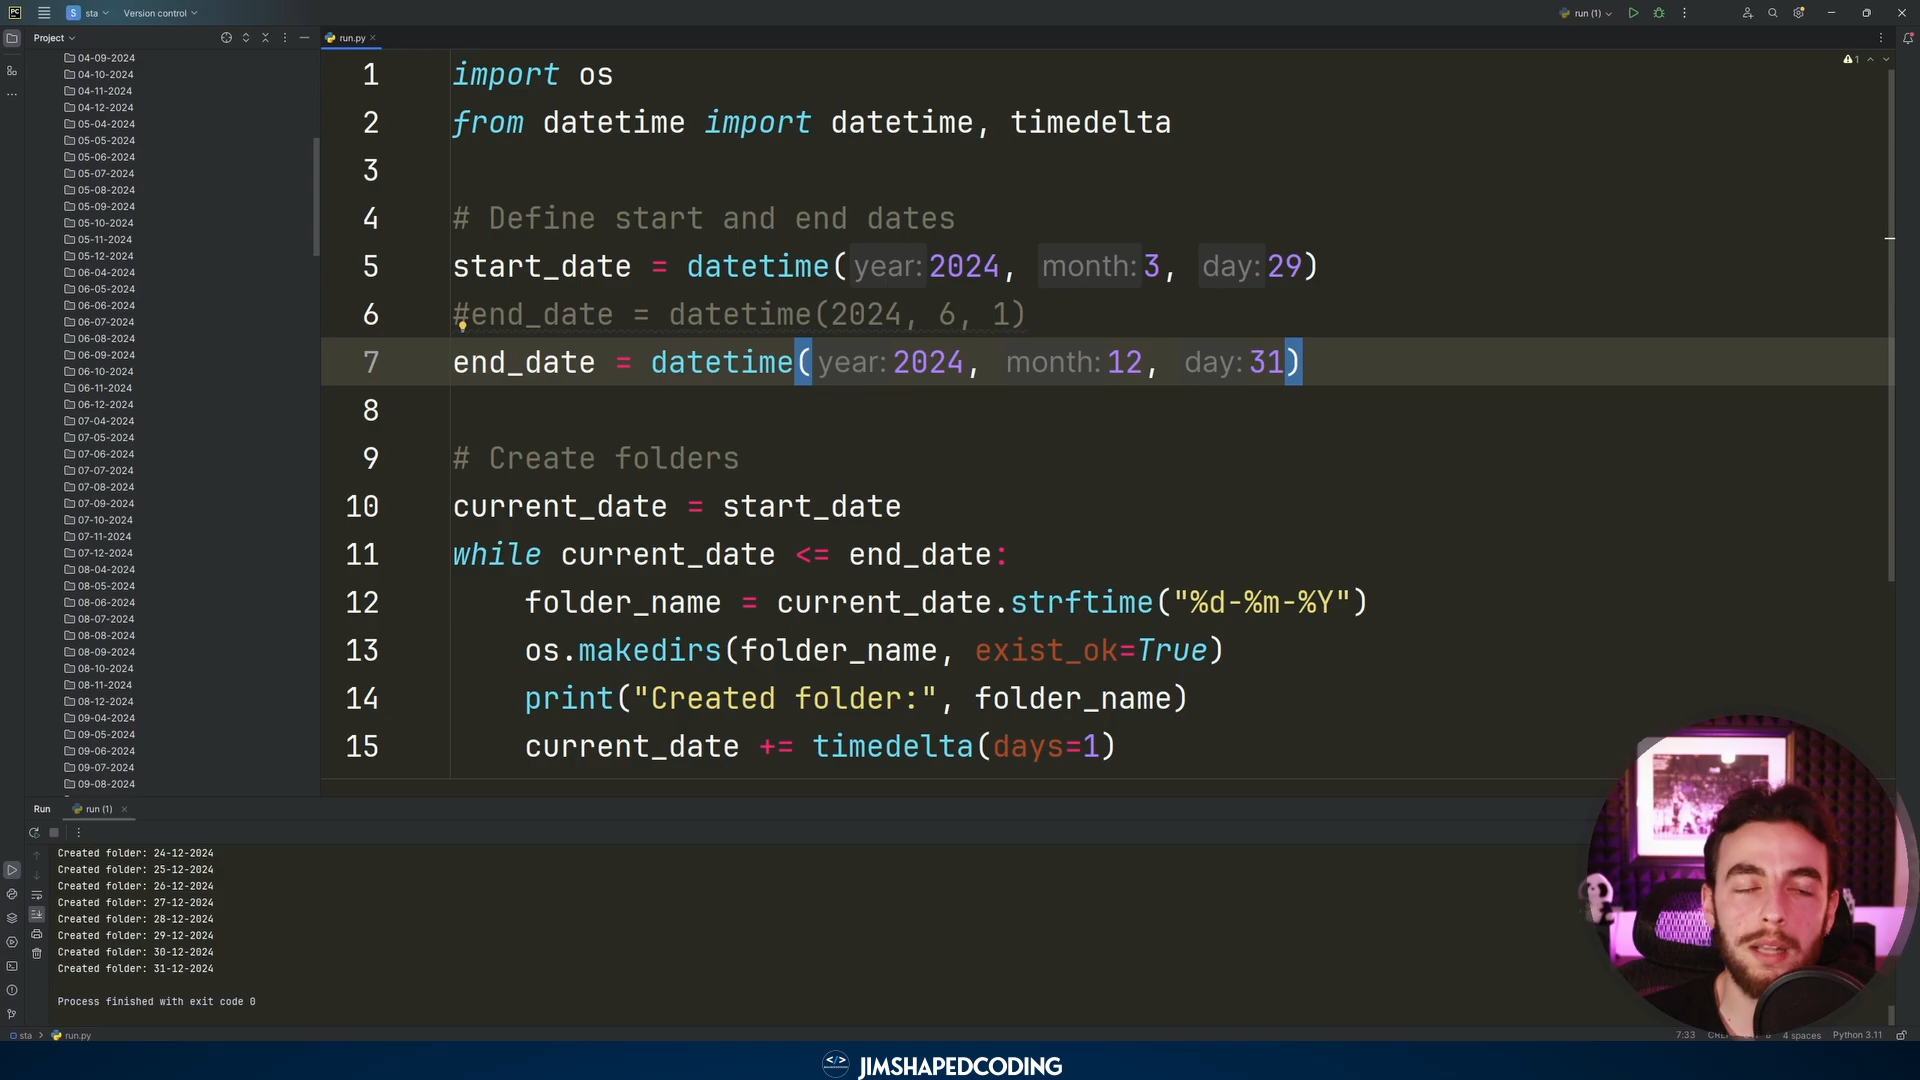 PC
S sta
Version control
run (1)
Project
run.py
04-09-2024
04-10-2024
04-11-2024
04-12-2024
05-04-2024
05-05-2024
05-06-2024
05-07-2024
05-08-2024
05-09-2024
05-10-2024
05-11-2024
05-12-2024
06-04-2024
06-05-2024
06-06-2024
06-07-2024
06-08-2024
06-09-2024
06-10-2024
06-11-2024
06-12-2024
07-04-2024
07-05-2024
07-06-2024
07-07-2024
07-08-2024
07-09-2024
07-10-2024
07-11-2024
07-12-2024
08-04-2024
08-05-2024
08-06-2024
08-07-2024
08-08-2024
08-09-2024
08-10-2024
08-11-2024
08-12-2024
09-04-2024
09-05-2024
09-06-2024
09-07-2024
09-08-2024
1
1 import os
2 from datetime import datetime, timedelta
3
4 # Define start and end dates
5 start_date = datetime(year:2024, month:3, day:29)
6 #end_date = datetime(2024, 6, 1)
7 end_date = datetime(year:2024, month:12, day:31)
8
9 # Create folders
10 current_date = start_date
11 while current_date <= end_date:
12 folder_name = current_date.strftime("%d-%m-%Y")
13 os.makedirs(folder_name, exist_ok=True)
14 print("Created folder:", folder_name)
15 current_date += timedelta(days=1)
Run
run (1)
Created folder: 24-12-2024
Created folder: 25-12-2024
Created folder: 26-12-2024
Created folder: 27-12-2024
Created folder: 28-12-2024
Created folder: 29-12-2024
Created folder: 30-12-2024
Created folder: 31-12-2024
Process finished with exit code 0
sta > run.py
7:33
4 spaces
Python 3.11
</> JIMSHAPEDCODING